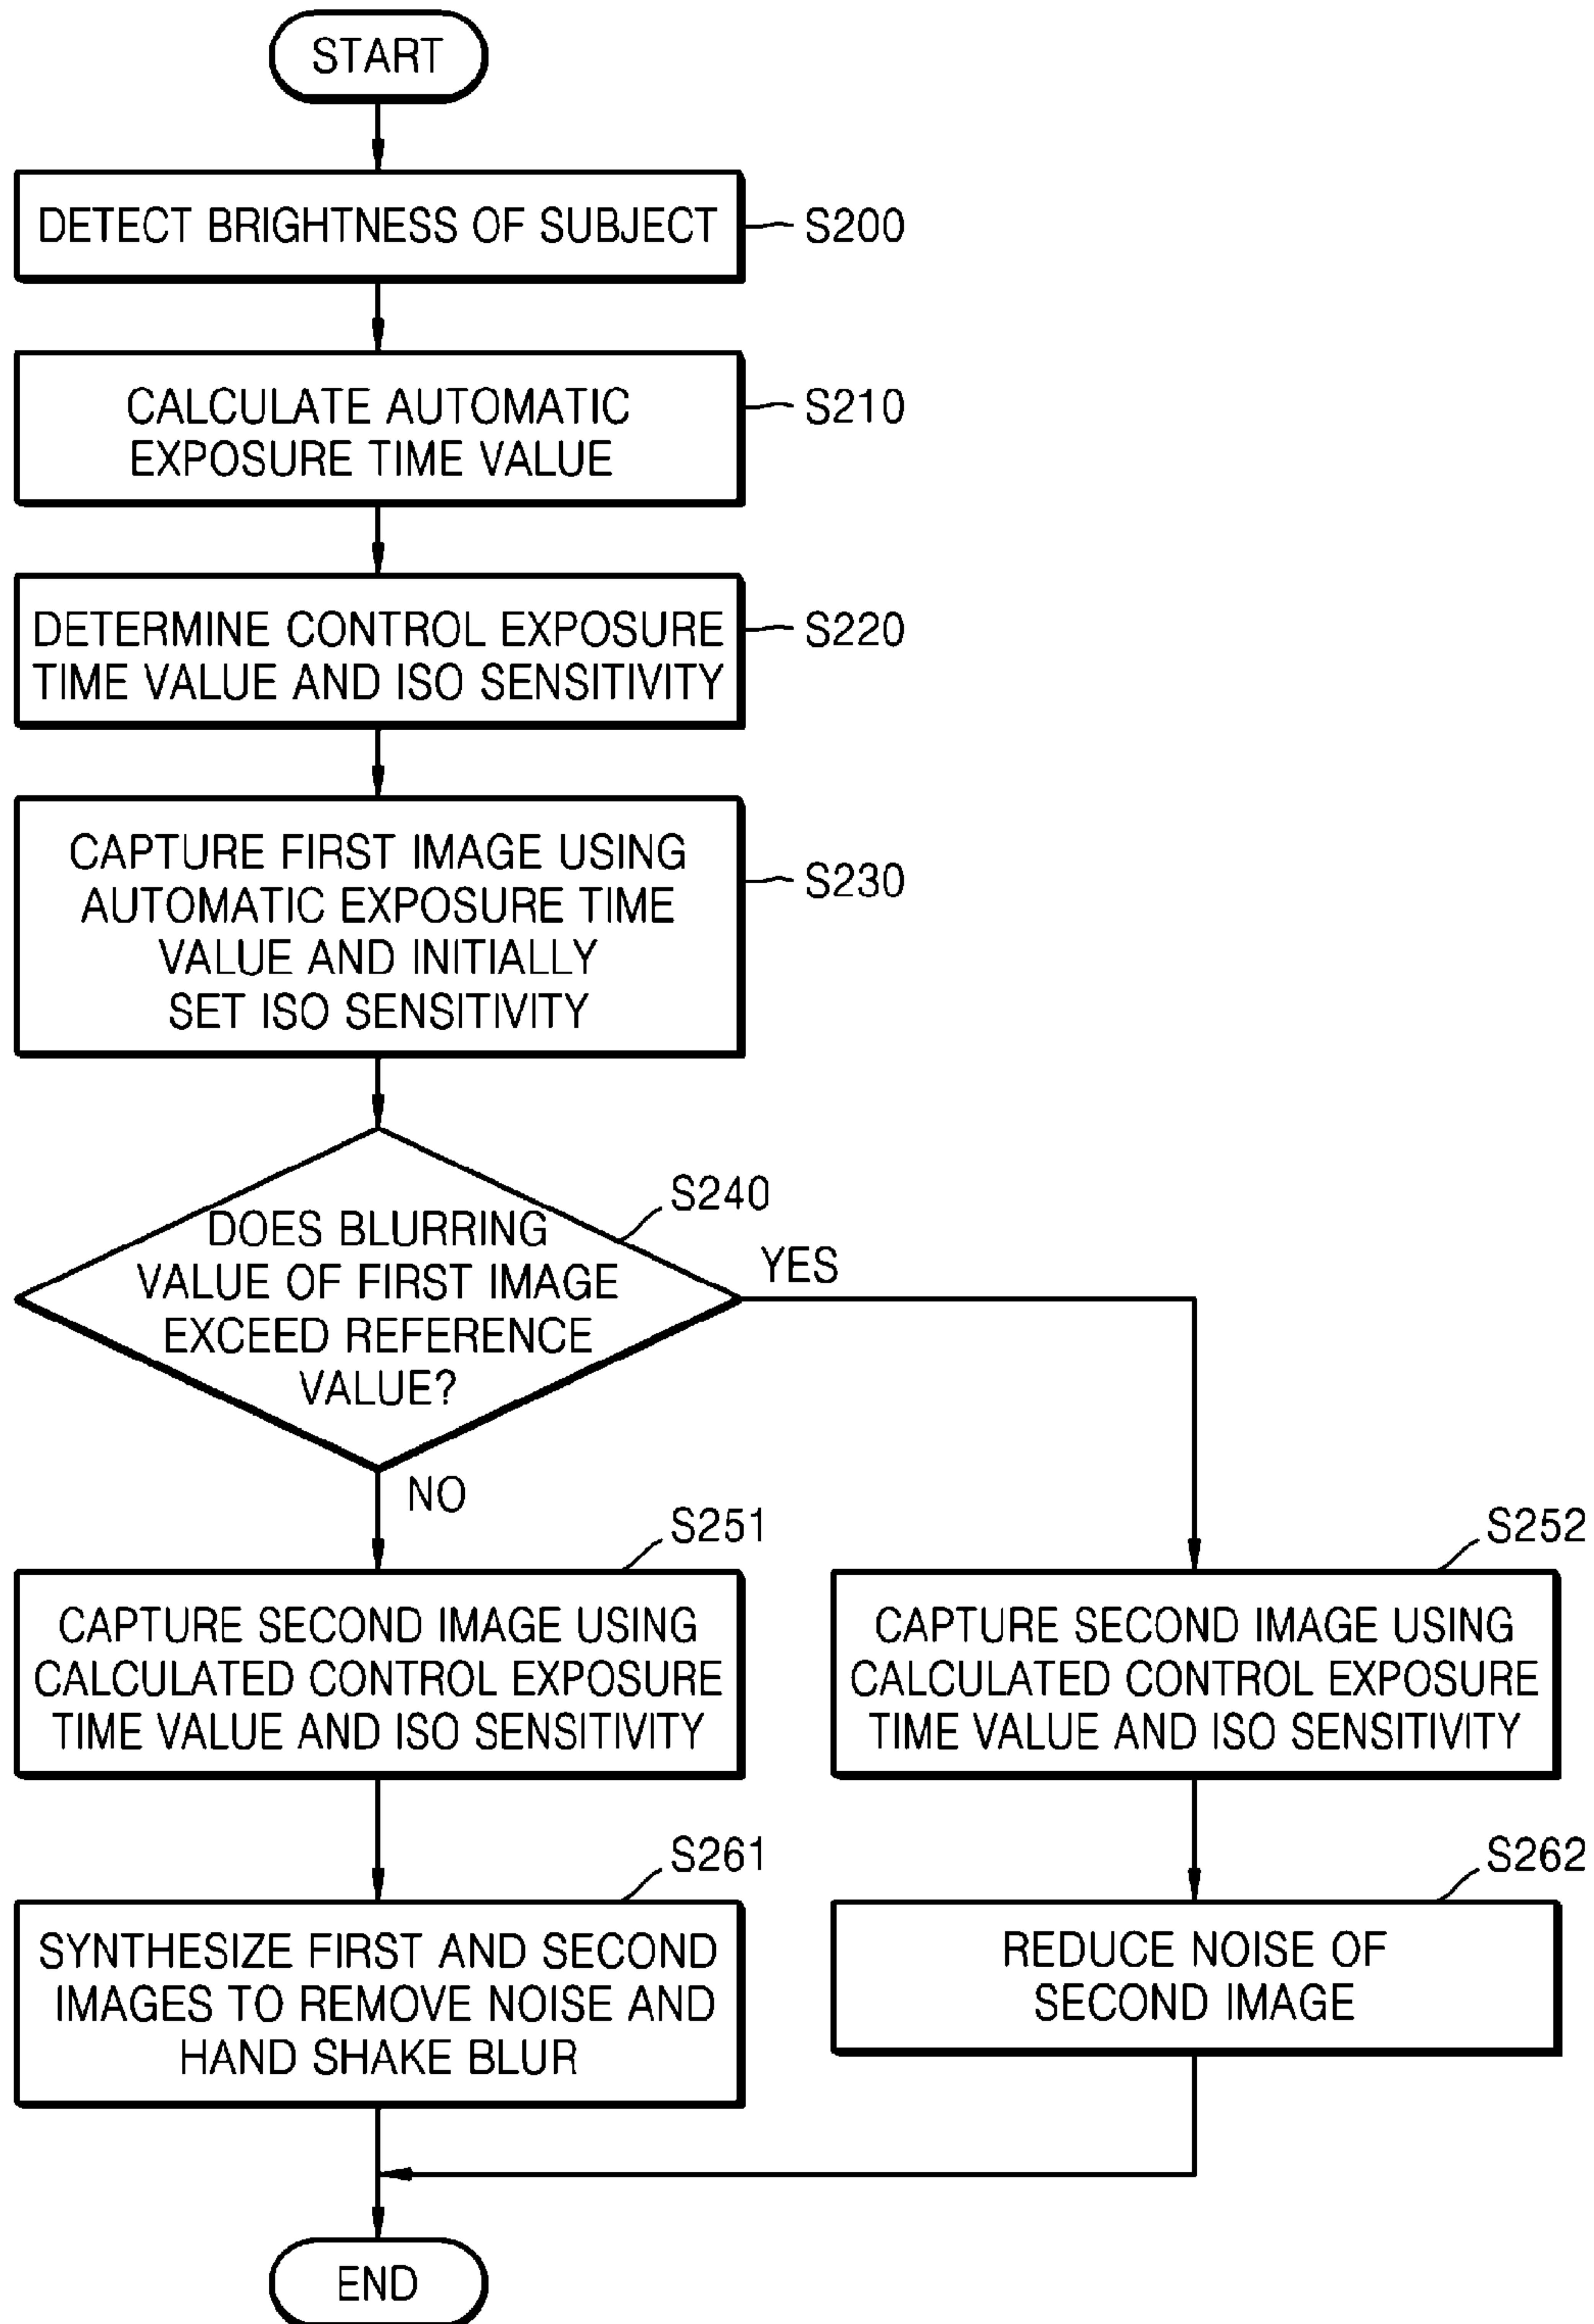 START
DETECT BRIGHTNESS OF SUBJECT
S200
CALCULATE AUTOMATIC
EXPOSURE TIME VALUE
S210
DETERMINE CONTROL EXPOSURE
TIME VALUE AND ISO SENSITIVITY
S220
CAPTURE FIRST IMAGE USING
AUTOMATIC EXPOSURE TIME
VALUE AND INITIALLY
SET ISO SENSITIVITY
S230
S240
DOES BLURRING
VALUE OF FIRST IMAGE
EXCEED REFERENCE
VALUE?
YES
NO
S251
CAPTURE SECOND IMAGE USING
CALCULATED CONTROL EXPOSURE
TIME VALUE AND ISO SENSITIVITY
S252
CAPTURE SECOND IMAGE USING
CALCULATED CONTROL EXPOSURE
TIME VALUE AND ISO SENSITIVITY
S261
SYNTHESIZE FIRST AND SECOND
IMAGES TO REMOVE NOISE AND
HAND SHAKE BLUR
S262
REDUCE NOISE OF
SECOND IMAGE
END